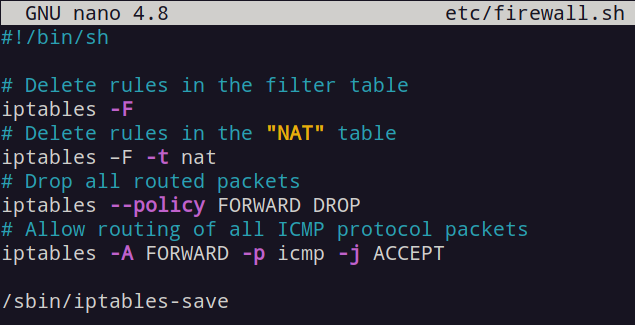 GNU nano 4.8 etc/firewall.sh
#!/bin/sh
# Delete rules in the filter table
iptables -F
# Delete rules in the "NAT" table
iptables –F -t nat
# Drop all routed packets
iptables --policy FORWARD DROP
# Allow routing of all ICMP protocol packets
iptables -A FORWARD -p icmp -j ACCEPT
/sbin/iptables-save